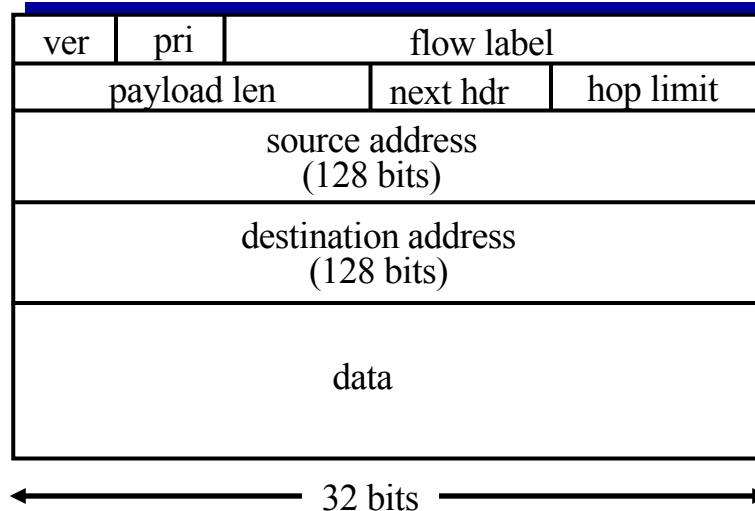 ver pri flow label
payload len next hdr hop limit
source address
(128 bits)
destination address
(128 bits)
data
32 bits